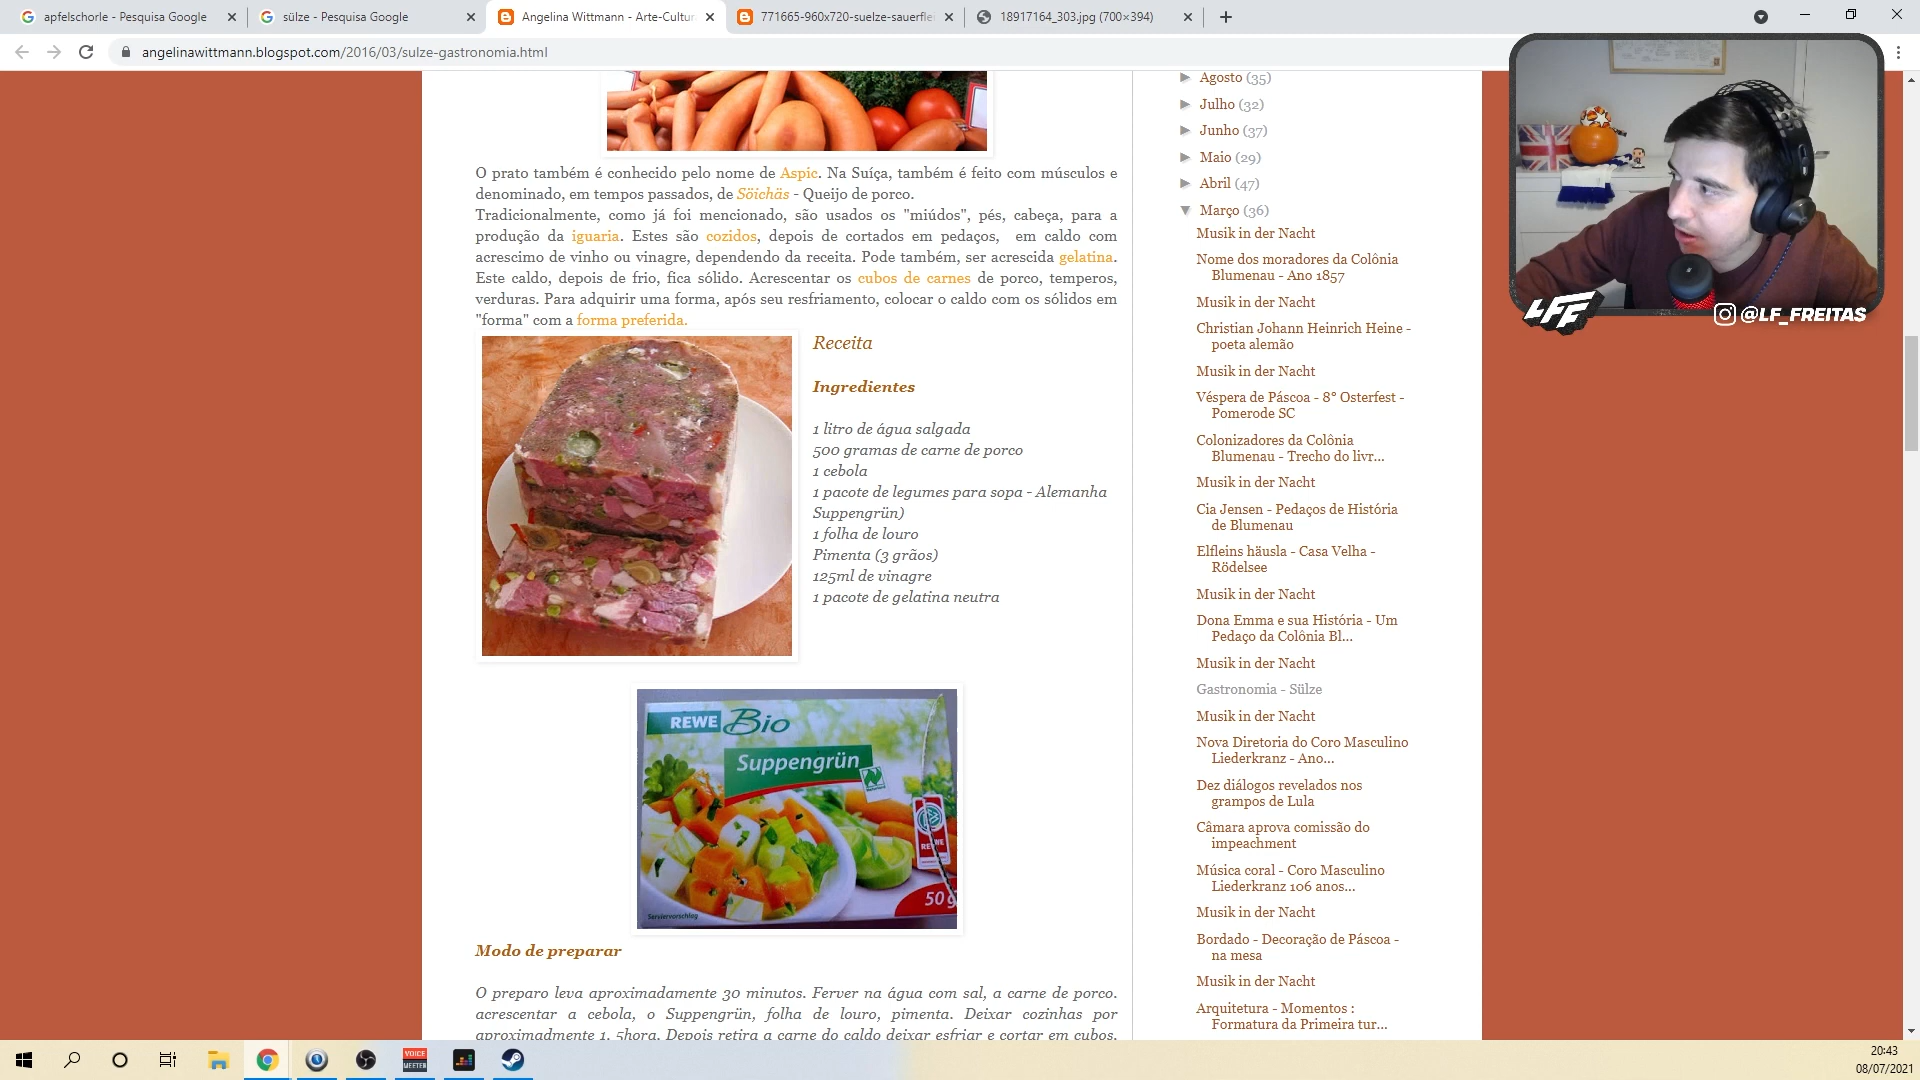 apfelschorle - Pesquisa Google
sülze - Pesquisa Google
Angelina Wittmann - Arte-Cultur
771665-960x720-suelze-sauerflei
18917164_303.jpg (700×394)
angelinawittmann.blogspot.com/2016/03/sulze-gastronomia.html
O prato também é conhecido pelo nome de Aspic. Na Suíça, também é feito com músculos e
denominado, em tempos passados, de Söichäs - Queijo de porco.
Tradicionalmente, como já foi mencionado, são usados os "miúdos", pés, cabeça, para a
produção da iguaria. Estes são cozidos, depois de cortados em pedaços, em caldo com
acrescimo de vinho ou vinagre, dependendo da receita. Pode também, ser acrescida gelatina.
Este caldo, depois de frio, fica sólido. Acrescentar os cubos de carnes de porco, temperos,
verduras. Para adquirir uma forma, após seu resfriamento, colocar o caldo com os sólidos em
"forma" com a forma preferida.
Receita
Ingredientes
1 litro de água salgada
500 gramas de carne de porco
1 cebola
1 pacote de legumes para sopa - Alemanha
Suppengrün)
1 folha de louro
Pimenta (3 grãos)
125ml de vinagre
1 pacote de gelatina neutra
REWE Bio
Suppengrün
REWE
50g
Serviervorschlag
Modo de preparar
O preparo leva aproximadamente 30 minutos. Ferver na água com sal, a carne de porco.
acrescentar a cebola, o Suppengrün, folha de louro, pimenta. Deixar cozinhas por
aproximadmente 1, 5hora. Depois retira a carne do caldo deixar esfriar e cortar em cubos.
Agosto (35)
Julho (32)
Junho (37)
Maio (29)
Abril (47)
Março (36)
Musik in der Nacht
Nome dos moradores da Colônia
Blumenau - Ano 1857
Musik in der Nacht
Christian Johann Heinrich Heine -
poeta alemão
Musik in der Nacht
Véspera de Páscoa - 8° Osterfest -
Pomerode SC
Colonizadores da Colônia
Blumenau - Trecho do livr...
Musik in der Nacht
Cia Jensen - Pedaços de História
de Blumenau
Elfleins häusla - Casa Velha -
Rödelsee
Musik in der Nacht
Dona Emma e sua História - Um
Pedaço da Colônia Bl...
Musik in der Nacht
Gastronomia - Sülze
Musik in der Nacht
Nova Diretoria do Coro Masculino
Liederkranz - Ano...
Dez diálogos revelados nos
grampos de Lula
Câmara aprova comissão do
impeachment
Música coral - Coro Masculino
Liederkranz 106 anos...
Musik in der Nacht
Bordado - Decoração de Páscoa -
na mesa
Musik in der Nacht
Arquitetura - Momentos :
Formatura da Primeira tur...
LFF
@LF_FREITAS
VOICE
MEETER
20:43
08/07/2021